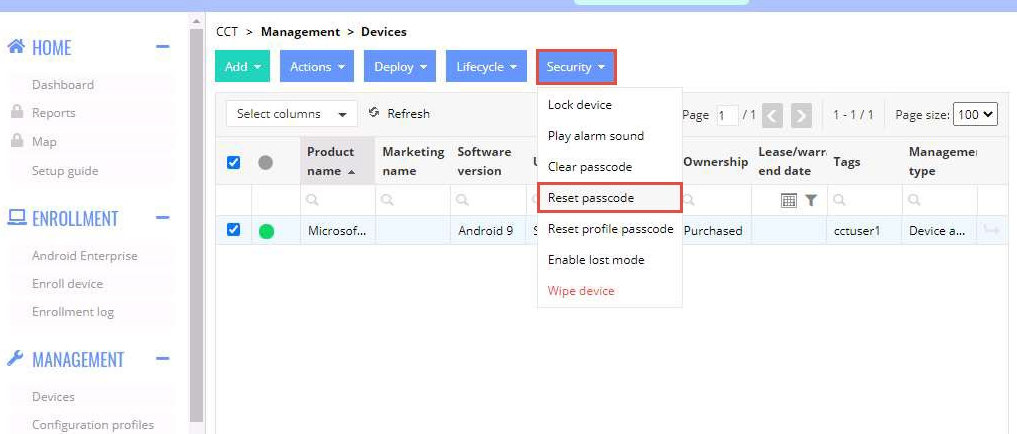 CCT > Management > Devices
HOME
Dashboard
Reports
Map
Setup guide
ENROLLMENT
Android Enterprise
Enroll device
Enrollment log
MANAGEMENT
Devices
Configuration profiles
Add Actions Deploy Lifecycle Security
Select columns Refresh
Page 1 / 1 1 - 1 / 1 Page size: 100
Lock device
Play alarm sound
Clear passcode
Reset passcode
Reset profile passcode
Enable lost mode
Wipe device
Product name
Marketing name
Software version
U
Ownership
Lease/warr
end date
Tags
Managemen
type
Microsof...
Android 9
S
Purchased
cctuser1
Device a...